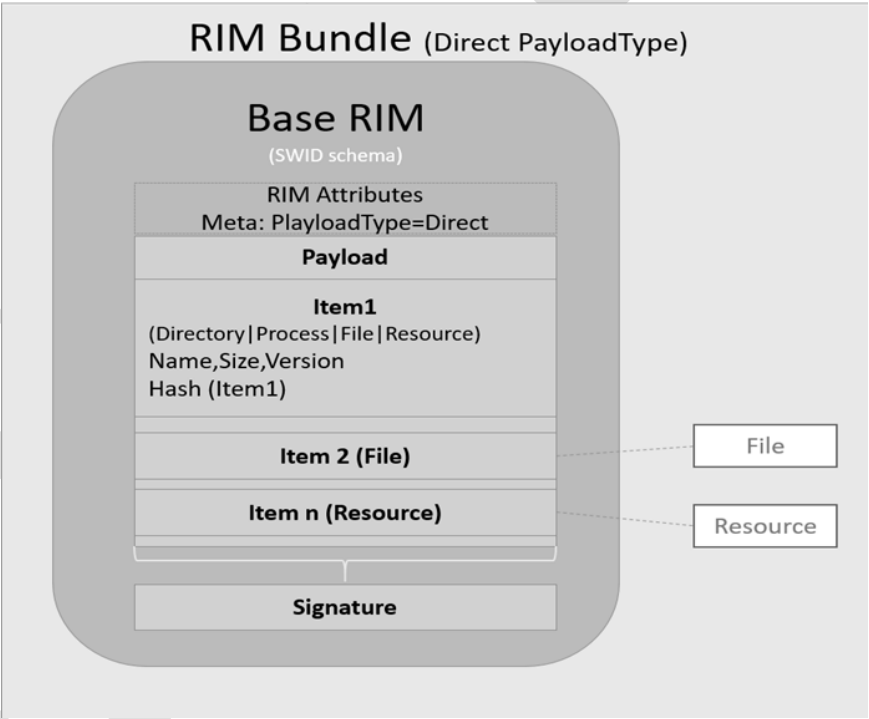 RIM Bundle (Direct PayloadType)
Base RIM
(SWID schema)
RIM Attributes
Meta: PlayloadType=Direct
Payload
Item1
(Directory|Process|File|Resource)
Name,Size,Version
Hash (Item1)
Item 2 (File)
File
Item n (Resource)
Resource
Signature